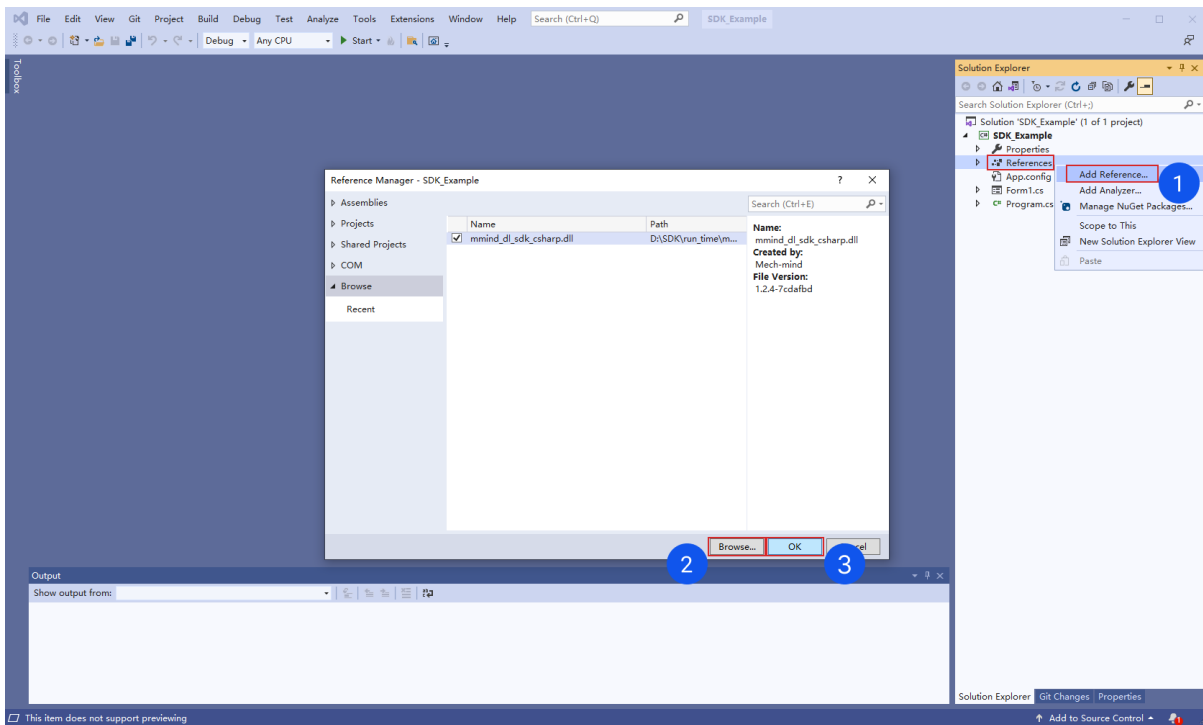 File Edit View Git Project Build Debug Test Analyze Tools Extensions Window Help Search (Ctrl+Q) SDK_Example
Debug Any CPU Start
Toolbox
Solution Explorer
Search Solution Explorer (Ctrl+;)
Solution 'SDK_Example' (1 of 1 project)
SDK_Example
Properties
References
App.config
Form1.cs
Program.cs
Add Reference...
1
Add Analyzer...
Manage NuGet Packages...
Scope to This
New Solution Explorer View
Paste
Reference Manager - SDK_Example ? X
Assemblies
Projects
Shared Projects
COM
Browse
Recent
Search (Ctrl+E)
Name Path
mmind_dl_sdk_csharp.dll D:\SDK\run_time\m...
Name:
mmind_dl_sdk_csharp.dll
Created by:
Mech-mind
File Version:
1.2.4-7cdafbd
2 Browse... OK 3
Output
Show output from:
Solution Explorer Git Changes Properties
This item does not support previewing Add to Source Control